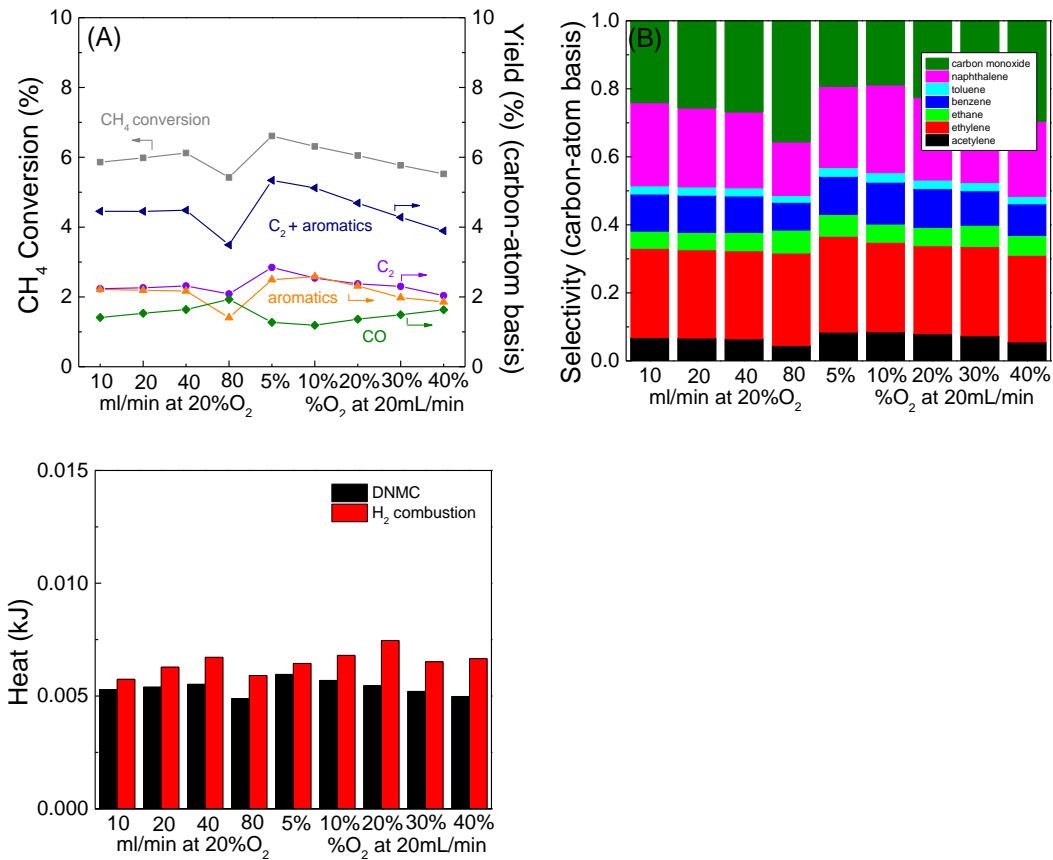 (A)
CH4 Conversion (%)
10
8
6
4
2
0
CH4 conversion
C2 + aromatics
C2
aromatics
CO
10
8
6
4
2
0
Yield (%) (carbon-atom basis)
10 20 40 80 5% 10% 20% 30% 40%
ml/min at 20%O2 %O2 at 20mL/min
(B)
Selectivity (carbon-atom basis)
1.0
0.8
0.6
0.4
0.2
0.0
carbon monoxide
naphthalene
toluene
benzene
ethane
ethylene
acetylene
10 20 40 80 5% 10% 20% 30% 40%
ml/min at 20%O2 %O2 at 20mL/min
Heat (kJ)
0.015
0.010
0.005
0.000
DNMC
H2 combustion
10 20 40 80 5% 10% 20% 30% 40%
ml/min at 20%O2 %O2 at 20mL/min